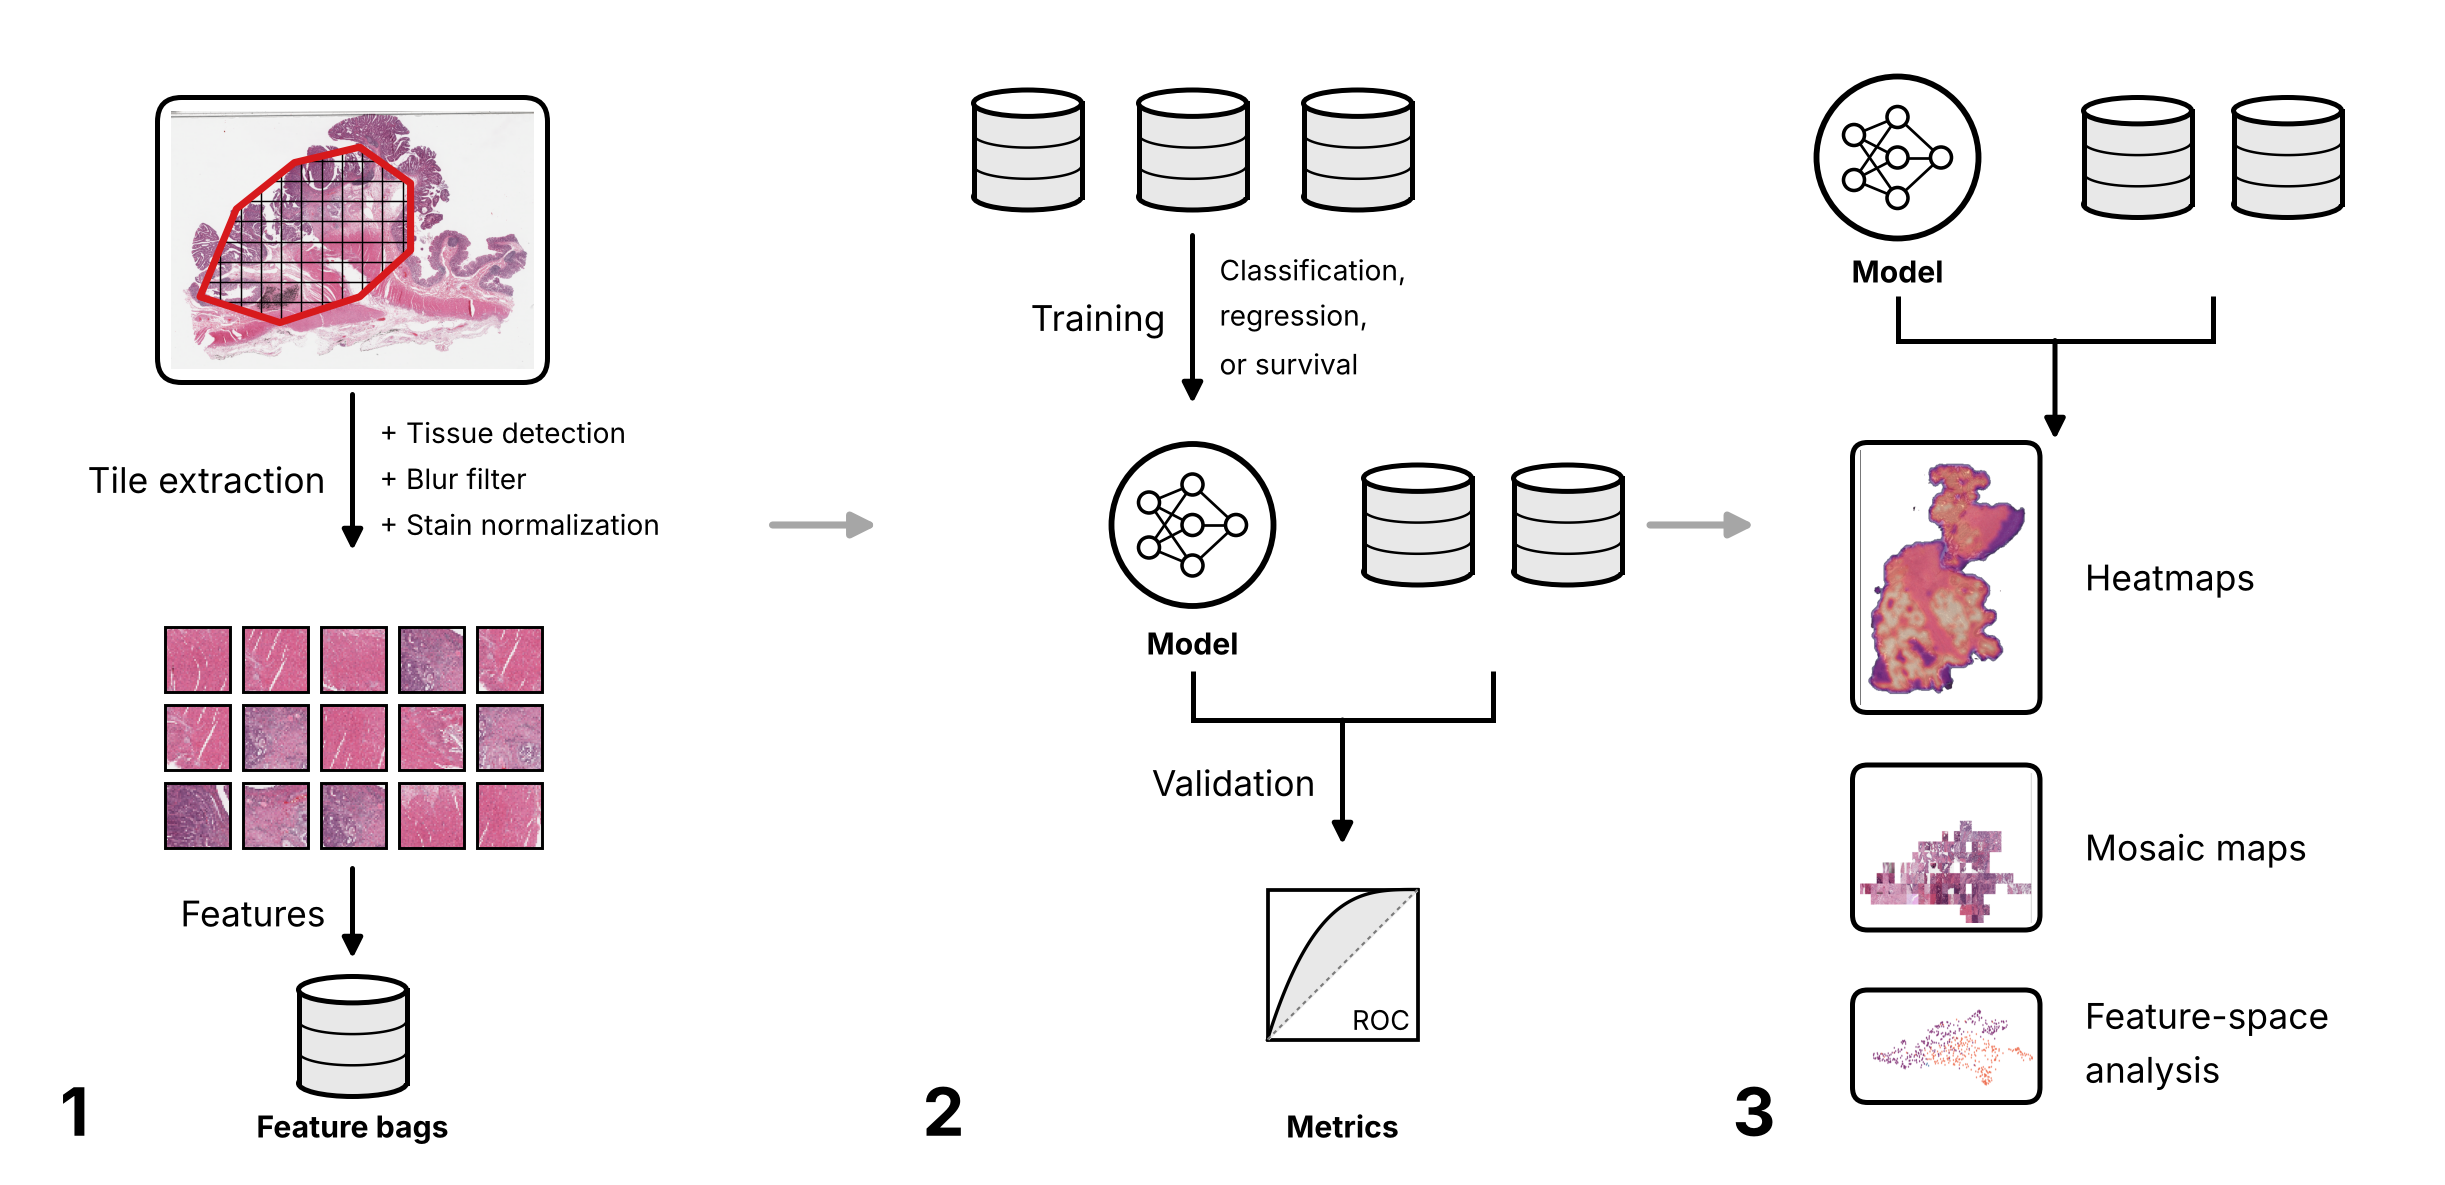 Tile extraction
+ Tissue detection
+ Blur filter
+ Stain normalization
Features
Feature bags
1
Training
Classification,
regression,
or survival
Model
Validation
ROC
Metrics
2
Model
Heatmaps
Mosaic maps
Feature-space
analysis
3